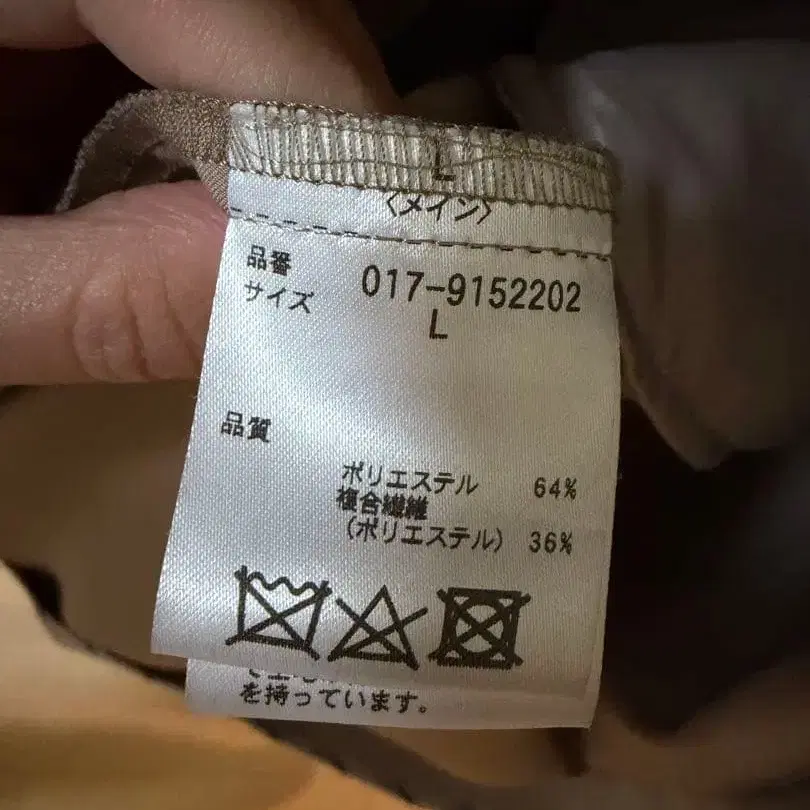 L
〈メイン〉
品番 017-9152202
サイズ L
品質
ポリエステル 64%
複合繊維
(ポリエステル) 36%
を持っています。